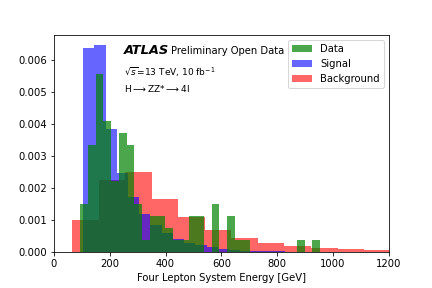 ATLAS Preliminary Open Data
√s=13 TeV, 10 fb⁻¹
H⟶ZZ*⟶4l
Data
Signal
Background
0.006
0.005
0.004
0.003
0.002
0.001
0.000
0 200 400 600 800 1000 1200
Four Lepton System Energy [GeV]